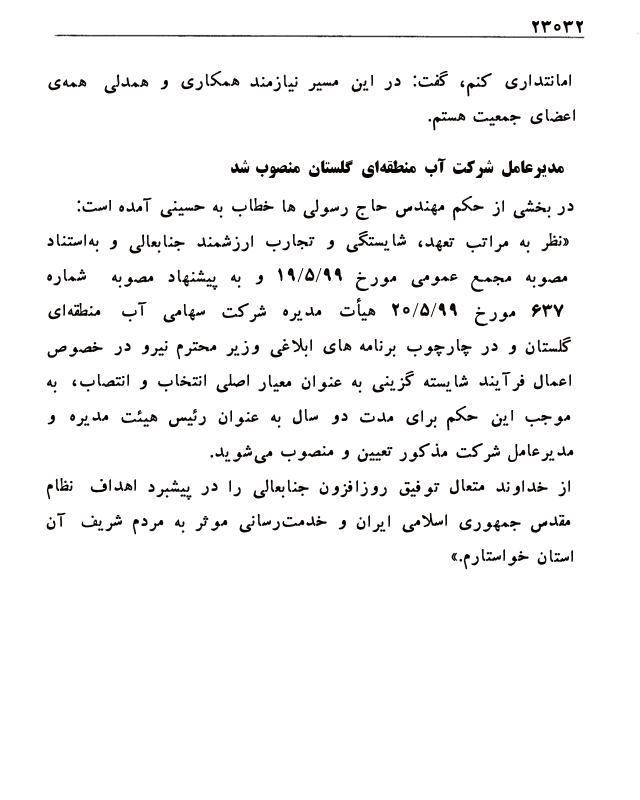 ۲۳۰۳۲
امانتداری کنم، گفت: در این مسیر نیازمند همکاری و همدلی همه‌ی
اعضای جمعیت هستم.
مدیرعامل شرکت آب منطقه‌ای گلستان منصوب شد
در بخشی از حکم مهندس حاج رسولی ها خطاب به حسینی آمده است:
«نظر به مراتب تعهد، شایستگی و تجارب ارزشمند جنابعالی و به‌استناد
مصوبه مجمع عمومی مورخ ۱۹/۵/۹۹ و به پیشنهاد مصوبه شماره
۶۳۷ مورخ ۲۰/۵/۹۹ هیأت مدیره شرکت سهامی آب منطقه‌ای
گلستان و در چارچوب برنامه های ابلاغی وزیر محترم نیرو در خصوص
اعمال فرآیند شایسته گزینی به عنوان معیار اصلی انتخاب و انتصاب، به
موجب این حکم برای مدت دو سال به عنوان رئیس هیئت مدیره و
مدیرعامل شرکت مذکور تعیین و منصوب می‌شوید.
از خداوند متعال توفیق روزافزون جنابعالی را در پیشبرد اهداف نظام
مقدس جمهوری اسلامی ایران و خدمت‌رسانی موثر به مردم شریف آن
استان خواستارم.»